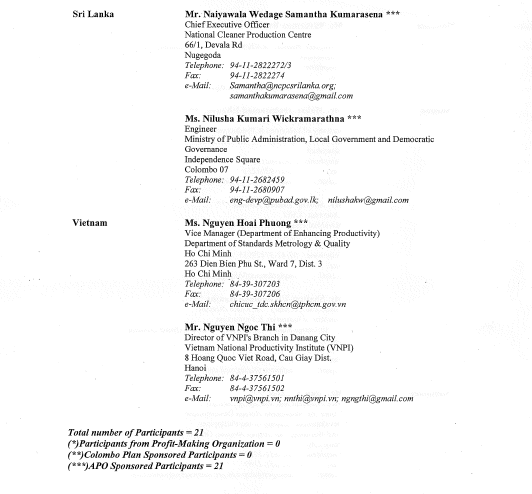 Sri Lanka
Mr. Naiyawala Wedage Samantha Kumarasena ***
Chief Executive Officer
National Cleaner Production Centre
66/1, Devala Rd
Nugegoda
Telephone: 94-11-2822272/3
Fax: 94-11-2822274
e-Mail: Samantha@ncpcsrilanka.org;
samanthakumarasena@gmail.com
Ms. Nilusha Kumari Wickramarathna ***
Engineer
Ministry of Public Administration, Local Government and Democratic
Governance
Independence Square
Colombo 07
Telephone: 94-11-2682459
Fax: 94-11-2680907
e-Mail: eng-devp@pubad.gov.lk; nilushakw@gmail.com
Vietnam
Ms. Nguyen Hoai Phuong ***
Vice Manager (Department of Enhancing Productivity)
Department of Standards Metrology & Quality
Ho Chi Minh
263 Dien Bien Phu St., Ward 7, Dist. 3
Ho Chi Minh
Telephone: 84-39-307203
Fax: 84-39-307206
e-Mail: chicuc_tdc.skhcn@tphcm.gov.vn
Mr. Nguyen Ngoc Thi ***
Director of VNPI's Branch in Danang City
Vietnam National Productivity Institute (VNPI)
8 Hoang Quoc Viet Road, Cau Giay Dist.
Hanoi
Telephone: 84-4-37561501
Fax: 84-4-37561502
e-Mail: vnpi@vnpi.vn; nnthi@vnpi.vn; ngngthi@gmail.com
Total number of Participants = 21
(*)Participants from Profit-Making Organization = 0
(**)Colombo Plan Sponsored Participants = 0
(***)APO Sponsored Participants = 21